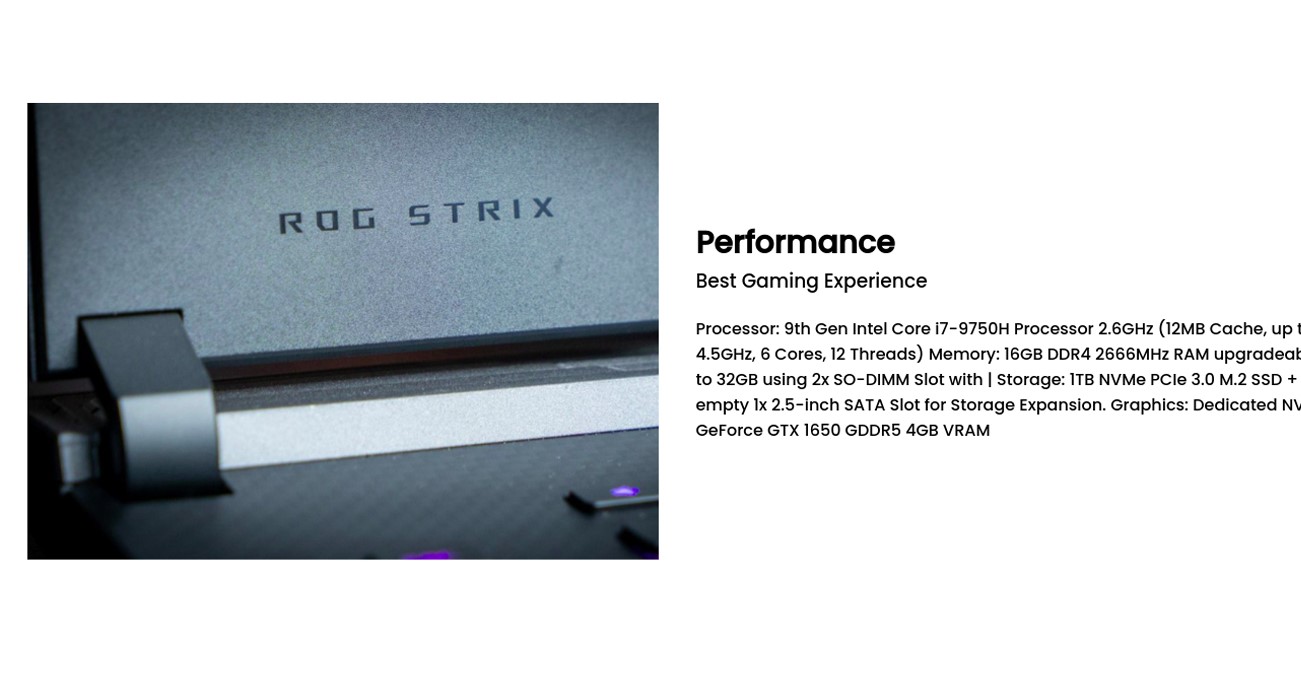 ROG STRIX
Performance
Best Gaming Experience
Processor: 9th Gen Intel Core i7-9750H Processor 2.6GHz (12MB Cache, up t
4.5GHz, 6 Cores, 12 Threads) Memory: 16GB DDR4 2666MHz RAM upgradeab
to 32GB using 2x SO-DIMM Slot with | Storage: 1TB NVMe PCIe 3.0 M.2 SSD +
empty 1x 2.5-inch SATA Slot for Storage Expansion. Graphics: Dedicated NV
GeForce GTX 1650 GDDR5 4GB VRAM